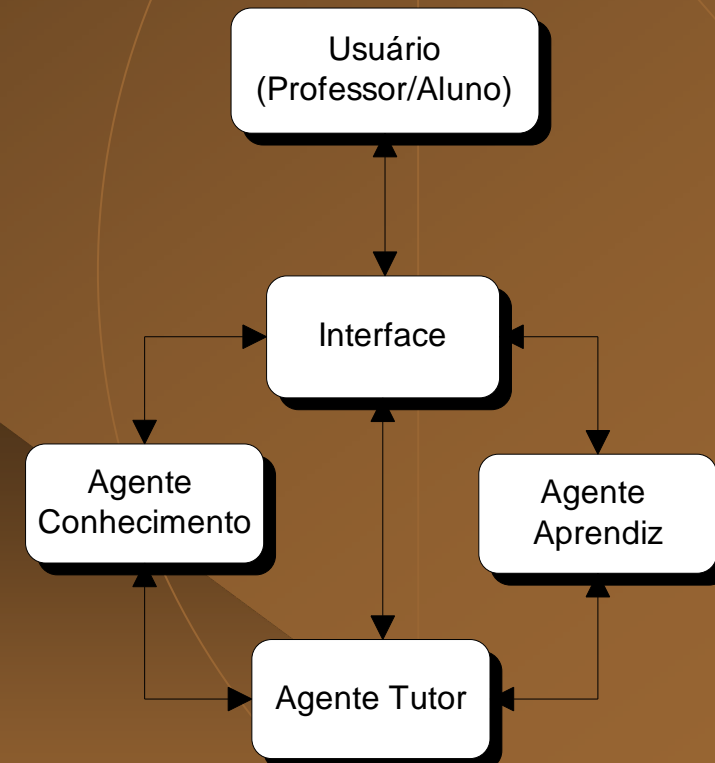 Usuário
(Professor/Aluno)
Interface
Agente
Conhecimento
Agente
Aprendiz
Agente Tutor